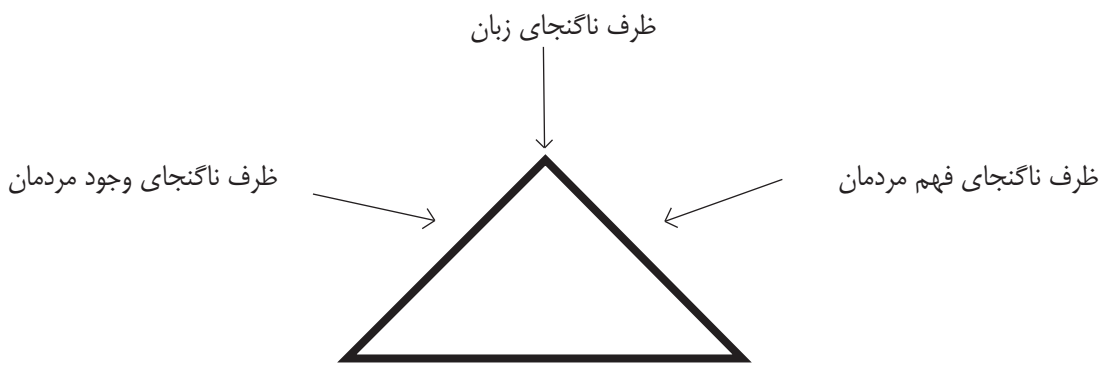 ظرف ناگنجای زبان
ظرف ناگنجای فهم مردمان
ظرف ناگنجای وجود مردمان